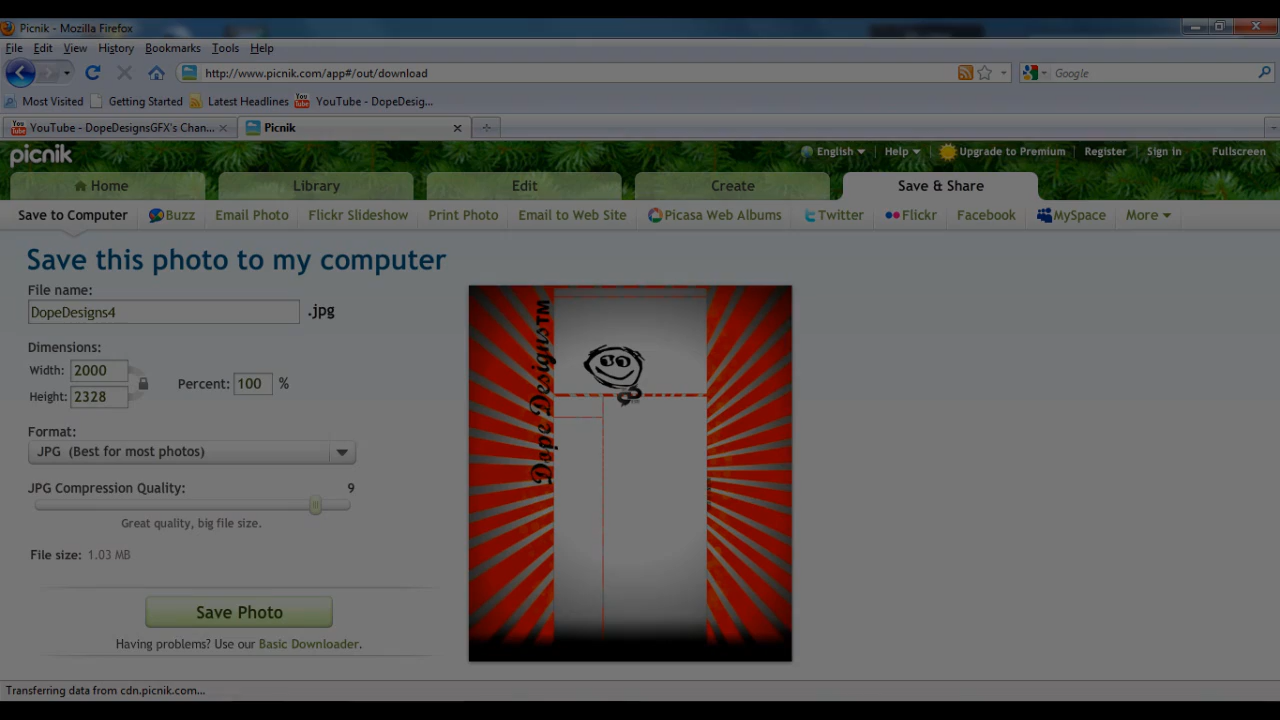 Picnik - Mozilla Firefox
File Edit View History Bookmarks Tools Help
http://www.picnik.com/app#/out/download
Google
Most Visited Getting Started Latest Headlines YouTube - DopeDesig...
YouTube - DopeDesignsGFX's Chan... Picnik
picnik English Help Upgrade to Premium Register Sign in Fullscreen
Home Library Edit Create Save & Share
Save to Computer Buzz Email Photo Flickr Slideshow Print Photo Email to Web Site Picasa Web Albums Twitter Flickr Facebook MySpace More
Save this photo to my computer
File name:
DopeDesigns4 .jpg
Dimensions:
Width: 2000
Height: 2328
Percent: 100 %
Format:
JPG (Best for most photos)
JPG Compression Quality: 9
Great quality, big file size.
File size: 1.03 MB
Save Photo
Having problems? Use our Basic Downloader.
Dope Designs™
Transferring data from cdn.picnik.com...